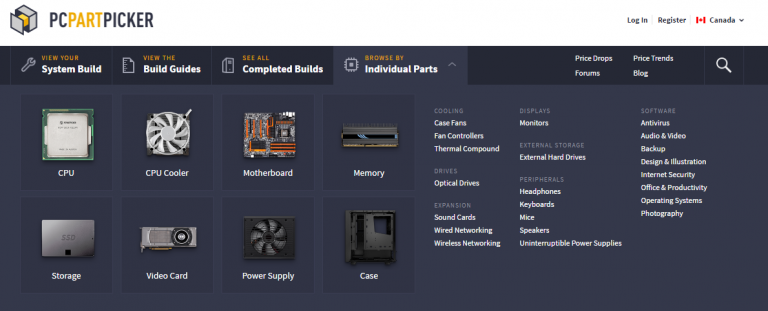 PCPARTPICKER
Log In Register Canada
VIEW YOUR
System Build
VIEW THE
Build Guides
SEE ALL
Completed Builds
BROWSE BY
Individual Parts
Price Drops Price Trends
Forums Blog
CPU
CPU Cooler
Motherboard
Memory
SSD
Storage
Video Card
Power Supply
Case
COOLING
Case Fans
Fan Controllers
Thermal Compound
DRIVES
Optical Drives
EXPANSION
Sound Cards
Wired Networking
Wireless Networking
DISPLAYS
Monitors
EXTERNAL STORAGE
External Hard Drives
PERIPHERALS
Headphones
Keyboards
Mice
Speakers
Uninterruptible Power Supplies
SOFTWARE
Antivirus
Audio & Video
Backup
Design & Illustration
Internet Security
Office & Productivity
Operating Systems
Photography